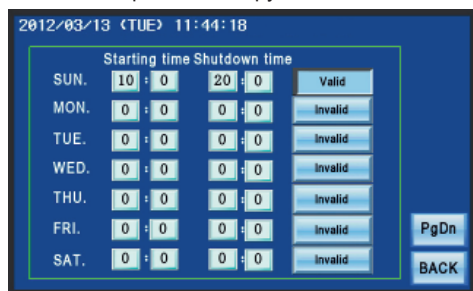 2012/03/13 (TUE) 11:44:18
Starting time Shutdown time
SUN. 10 : 0 20 : 0 Valid
MON. 0 : 0 0 : 0 Invalid
TUE. 0 : 0 0 : 0 Invalid
WED. 0 : 0 0 : 0 Invalid
THU. 0 : 0 0 : 0 Invalid
FRI. 0 : 0 0 : 0 Invalid
PgDn
SAT. 0 : 0 0 : 0 Invalid
BACK